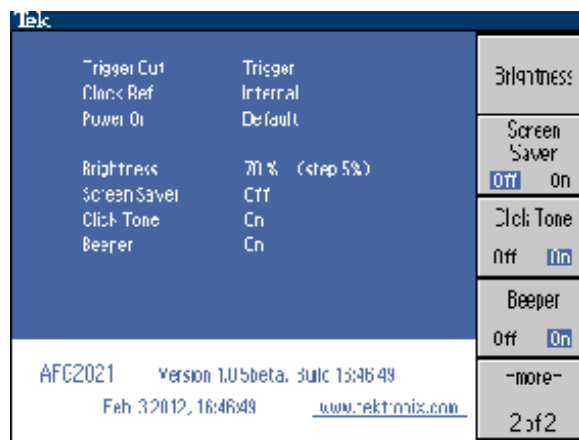 Tek
Trigger Out Trigger
Clock Ref Internal
Power On Default
Brightness 70 % (step 5%)
Screen Saver Off
Click Tone On
Beeper On
AFG2021 Version 1.05beta, Build 16:46:49
Feb 3 2012, 16:46:49 www.tektronix.com
Brightness
Screen
Saver
Off On
Click Tone
Off On
Beeper
Off On
-more-
2 of 2